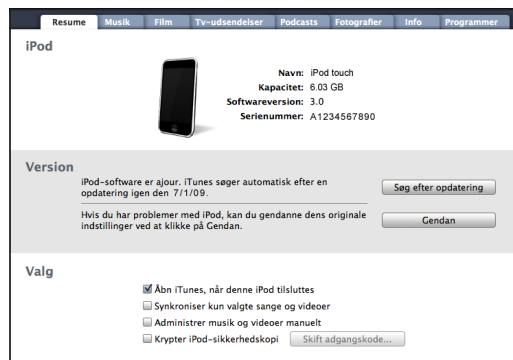 Resume Musik Film Tv-udsendelser Podcasts Fotografier Info Programmer
iPod
Navn: iPod touch
Kapacitet: 6.03 GB
Softwareversion: 3.0
Serienummer: A1234567890
Version
iPod-software er ajour. iTunes søger automatisk efter en
opdatering igen den 7/1/09.
Søg efter opdatering
Hvis du har problemer med iPod, kan du gendanne dens originale
indstillinger ved at klikke på Gendan.
Gendan
Valg
Åbn iTunes, når denne iPod tilsluttes
Synkroniser kun valgte sange og videoer
Administrer musik og videoer manuelt
Krypter iPod-sikkerhedskopi Skift adgangskode...